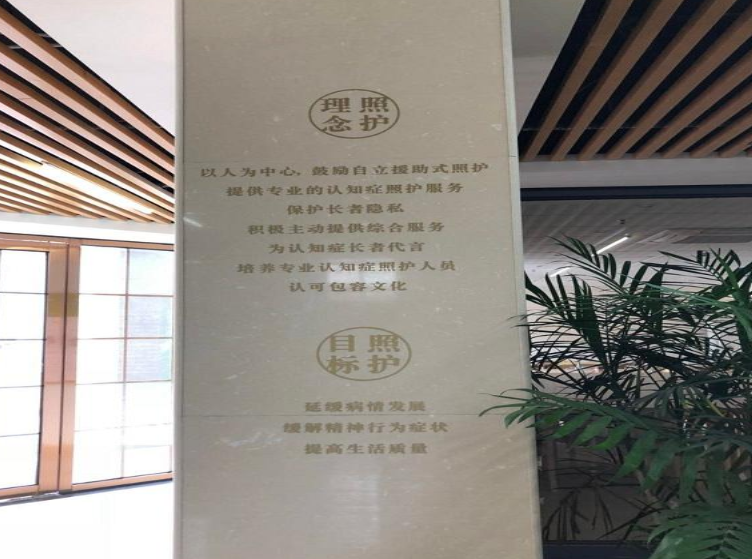 照护
理念
以人为中心，鼓励自立援助式照护
提供专业的认知症照护服务
保护长者隐私
积极主动提供综合服务
为认知症长者代言
培养专业认知症照护人员
认可包容文化
照护
目标
延缓病情发展
缓解精神行为症状
提高生活质量